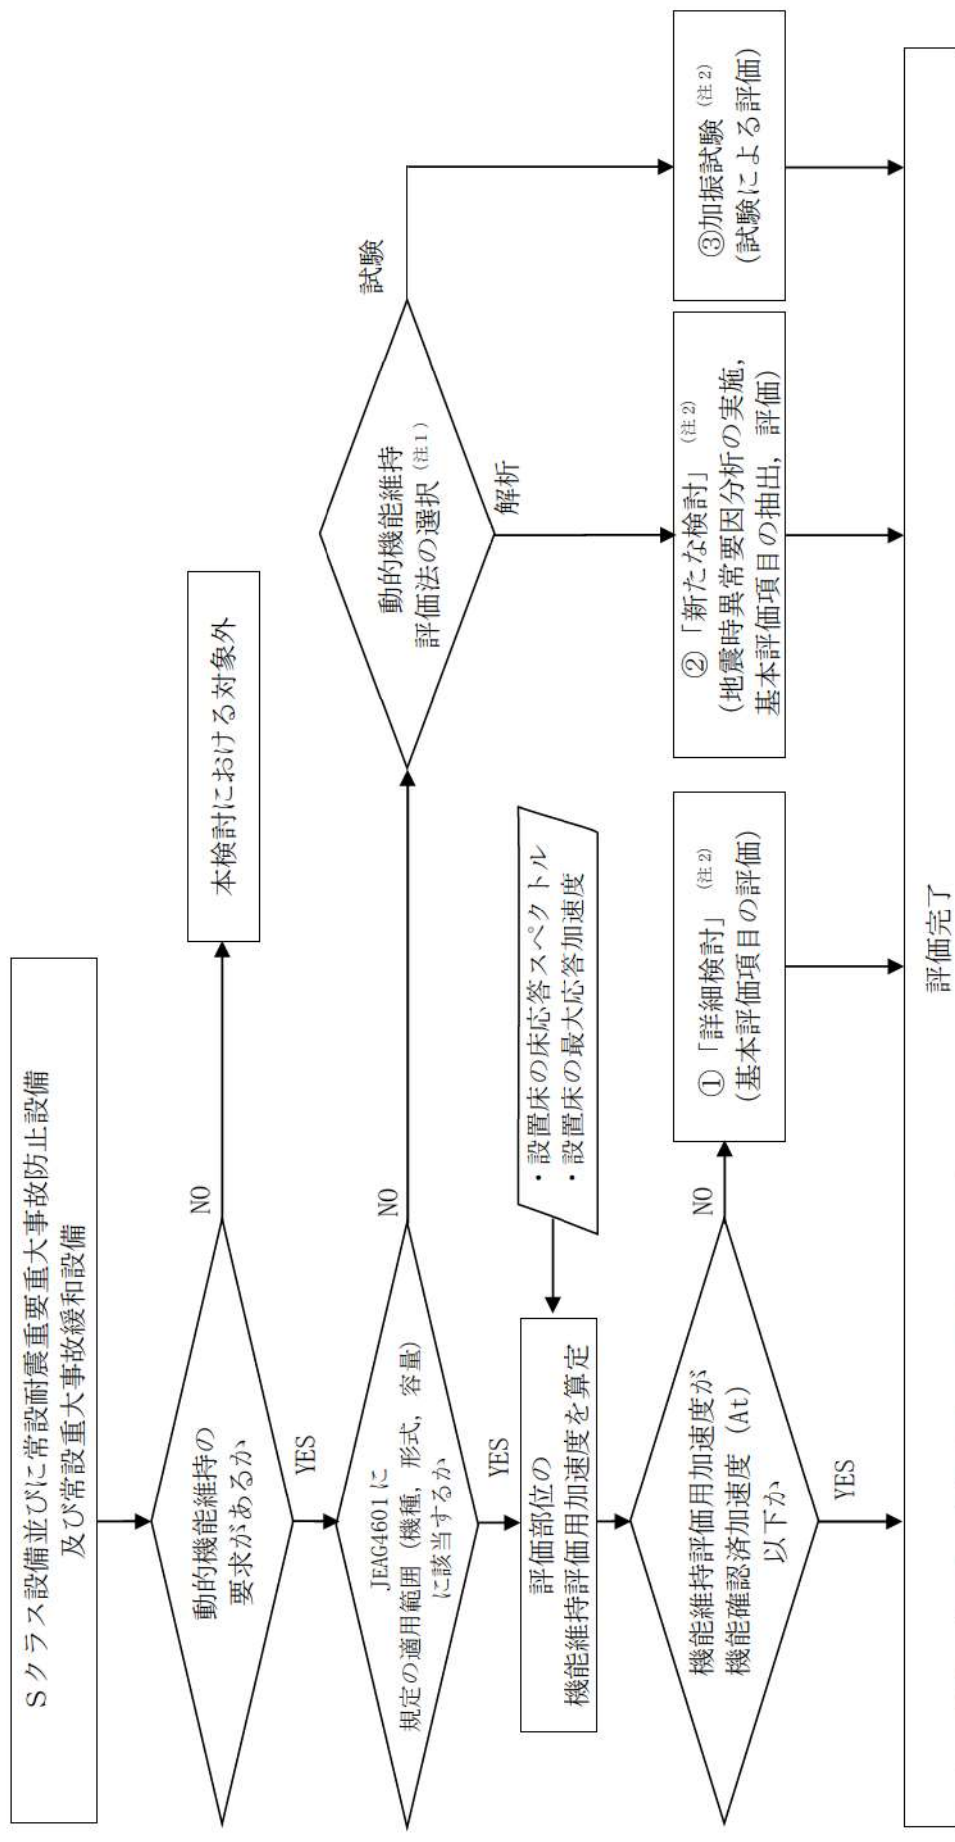 Sクラス設備並びに常設耐震重要重大事故防止設備
及び常設重大事故緩和設備
動的機能維持の
要求があるか
NO
本検討における対象外
YES
JEAG4601に
規定の適用範囲（機種，形式，容量）
に該当するか
NO
動的機能維持
評価法の選択（注1）
試験
解析
YES
・設置床の床応答スペクトル
・設置床の最大応答加速度
評価部位の
機能維持評価用加速度を算定
機能維持評価用加速度が
機能確認済加速度（At）
以下か
NO
YES
①「詳細検討」（注2）
（基本評価項目の評価）
②「新たな検討」（注2）
（地震時異常要因分析の実施，
基本評価項目の抽出，評価）
③加振試験（注2）
（試験による評価）
評価完了